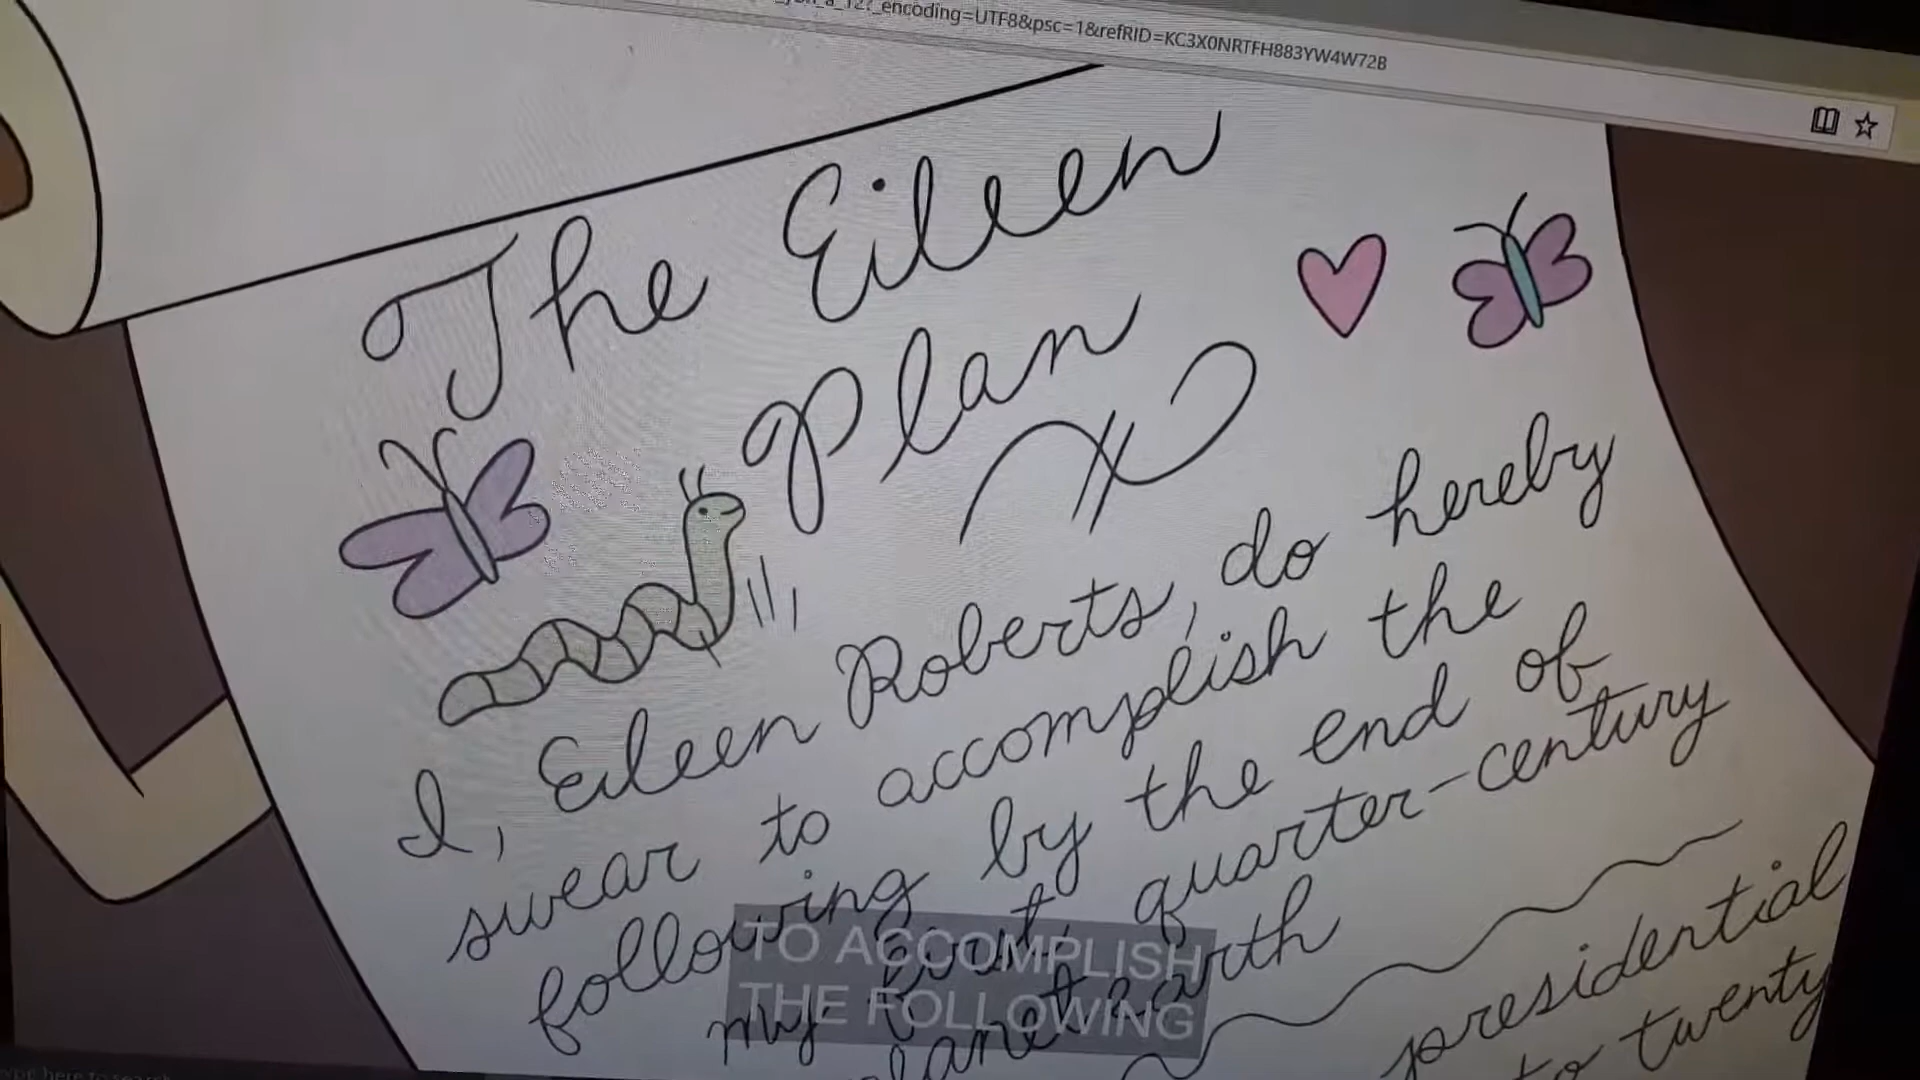 _encoding=UTF8&psc=1&refRID=KC3X0NRTFH883YW4W72B
The Eileen
Plan
I, Eileen Roberts, do hereby
swear to accomplish the
following by the end of
my first quarter-century
planet earth
presidential
to twenty
TO ACCOMPLISH
THE FOLLOWING